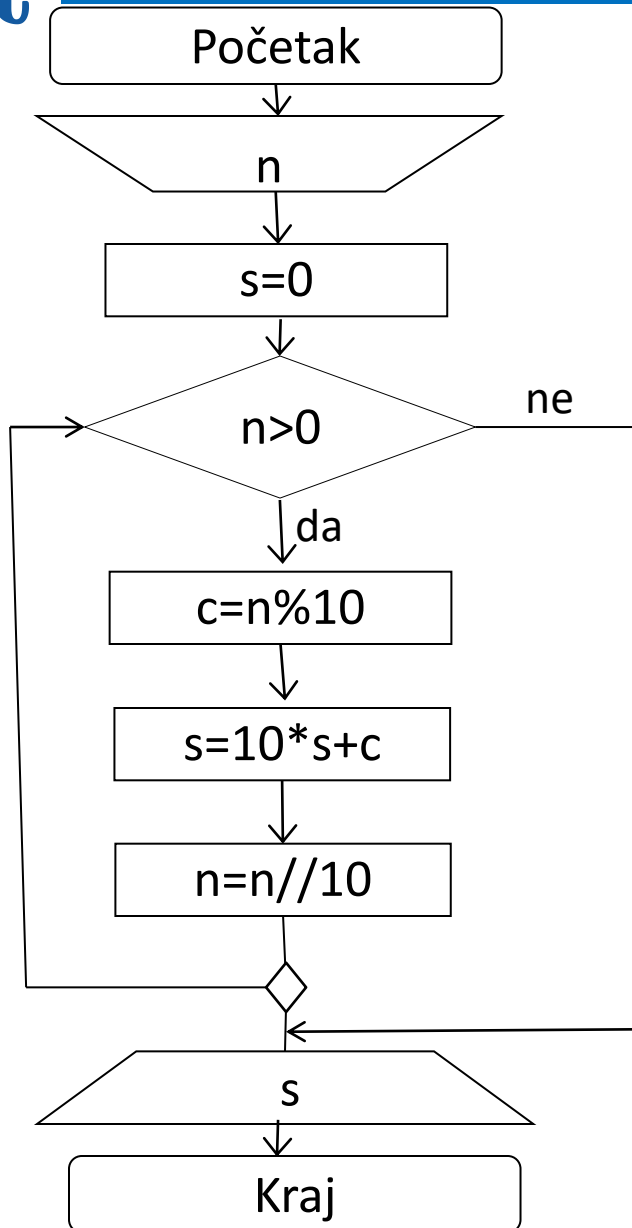 Početak
n
s=0
n>0
ne
da
c=n%10
s=10*s+c
n=n//10
s
Kraj